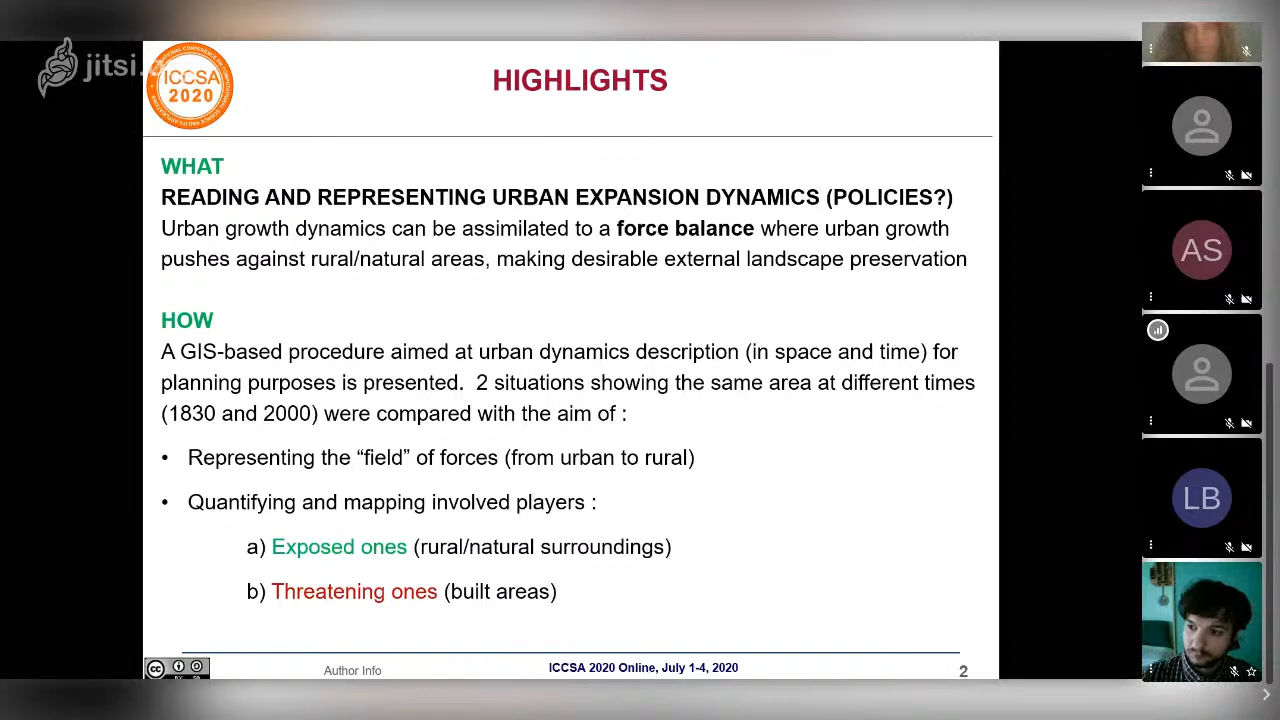 jitsi.
ICCSA
2020
HIGHLIGHTS
WHAT
READING AND REPRESENTING URBAN EXPANSION DYNAMICS (POLICIES?)
Urban growth dynamics can be assimilated to a force balance where urban growth
pushes against rural/natural areas, making desirable external landscape preservation
HOW
A GIS-based procedure aimed at urban dynamics description (in space and time) for
planning purposes is presented. 2 situations showing the same area at different times
(1830 and 2000) were compared with the aim of :
• Representing the “field” of forces (from urban to rural)
• Quantifying and mapping involved players :
a) Exposed ones (rural/natural surroundings)
b) Threatening ones (built areas)
cc
Author Info
ICCSA 2020 Online, July 1-4, 2020
2
AS
LB